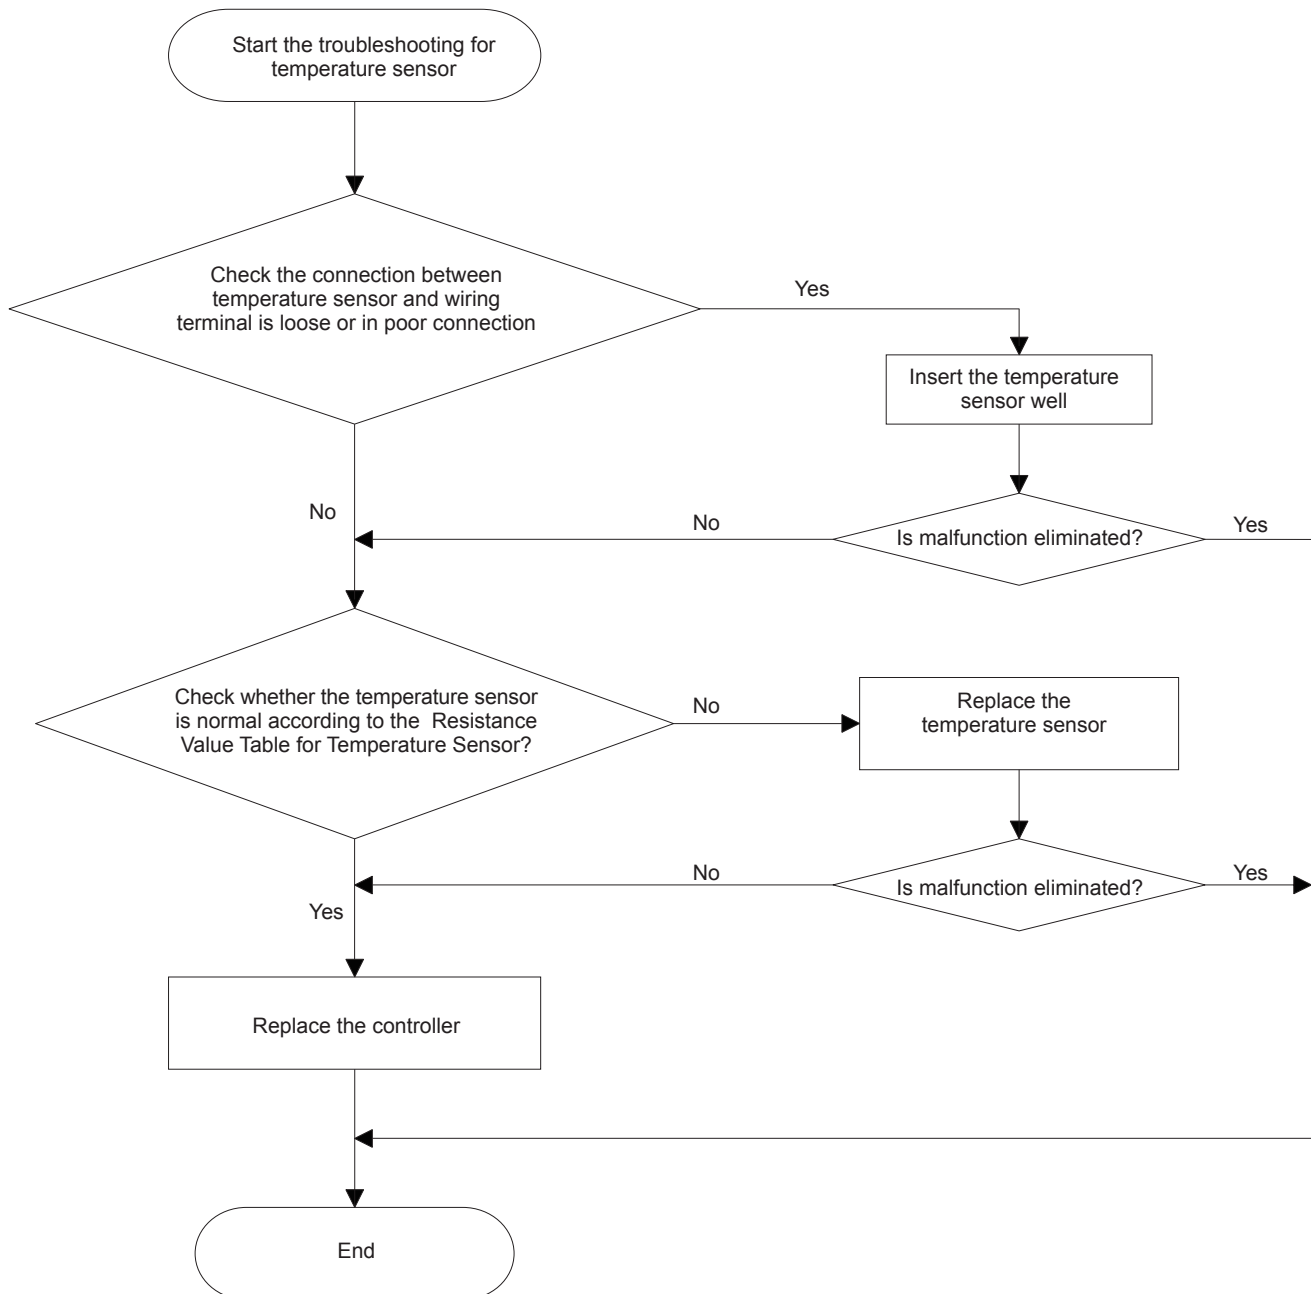 Start the troubleshooting for
temperature sensor
Check the connection between
temperature sensor and wiring
terminal is loose or in poor connection
Yes
Insert the temperature
sensor well
No
No
Is malfunction eliminated?
Yes
Check whether the temperature sensor
is normal according to the Resistance
Value Table for Temperature Sensor?
No
Replace the
temperature sensor
No
Is malfunction eliminated?
Yes
Yes
Replace the controller
End